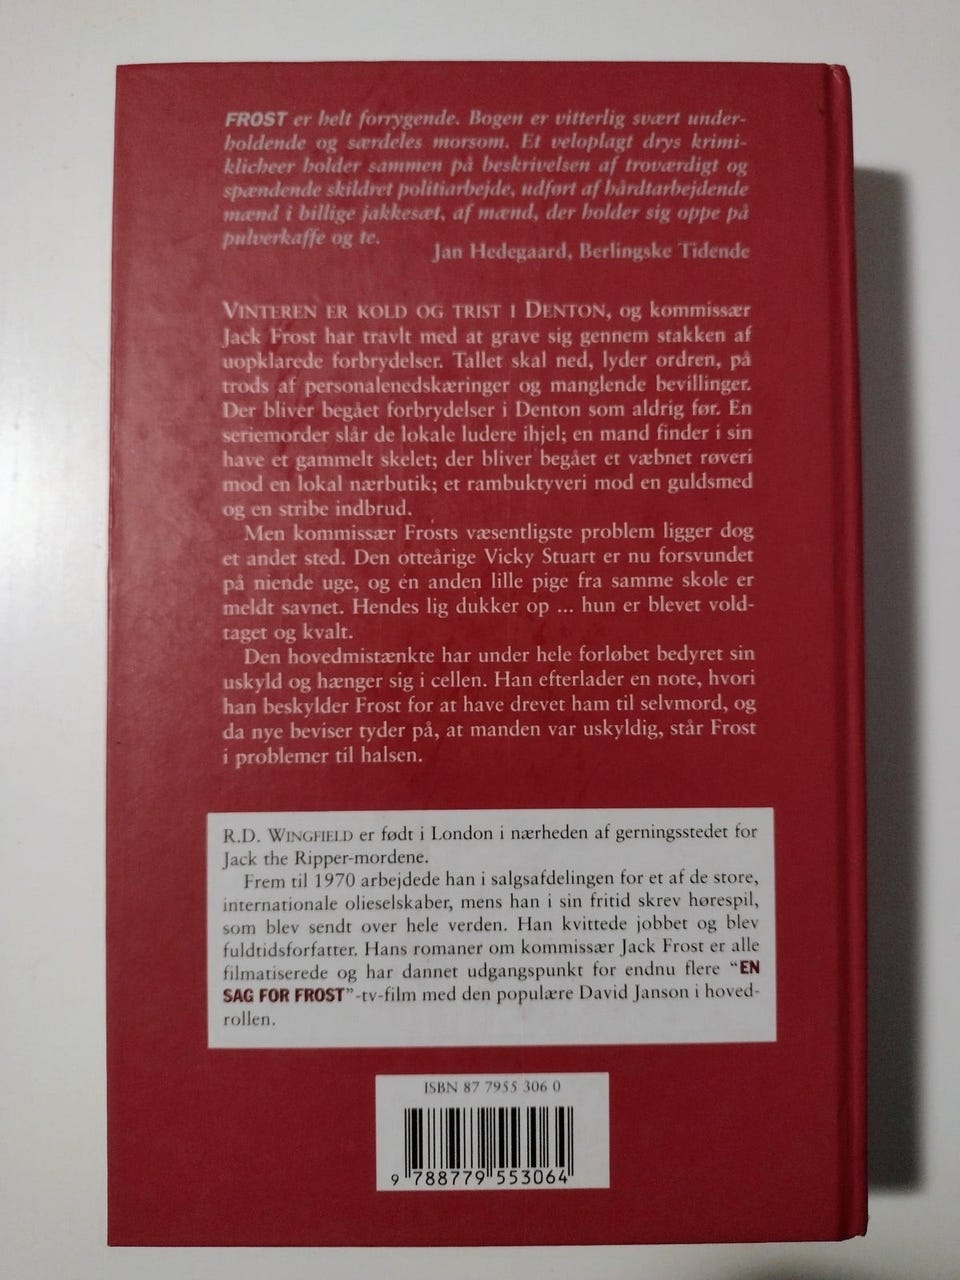 FROST er helt forrygende. Bogen er vitterlig svært under-
holdende og særdeles morsom. Et veloplagt drys krimi-
klicheer holder sammen på beskrivelsen af troværdigt og
spændende skildret politiarbejde, udført af hårdtarbejdende
mænd i billige jakkesæt, af mænd, der holder sig oppe på
pulverkaffe og te.
Jan Hedegaard, Berlingske Tidende
VINTEREN ER KOLD OG TRIST I DENTON, og kommissær
Jack Frost har travlt med at grave sig gennem stakken af
uopklarede forbrydelser. Tallet skal ned, lyder ordren, på
trods af personalenedskæringer og manglende bevillinger.
Der bliver begået forbrydelser i Denton som aldrig før. En
seriemorder slår de lokale ludere ihjel; en mand finder i sin
have et gammelt skelet; der bliver begået et væbnet røveri
mod en lokal nærbutik; et rambuktyveri mod en guldsmed
og en stribe indbrud.
Men kommissær Frosts væsentligste problem ligger dog
et andet sted. Den otteårige Vicky Stuart er nu forsvundet
på niende uge, og en anden lille pige fra samme skole er
meldt savnet. Hendes lig dukker op ... hun er blevet vold-
taget og kvalt.
Den hovedmistænkte har under hele forløbet bedyret sin
uskyld og hænger sig i cellen. Han efterlader en note, hvori
han beskylder Frost for at have drevet ham til selvmord, og
da nye beviser tyder på, at manden var uskyldig, står Frost
i problemer til halsen.
R.D. WINGFIELD er født i London i nærheden af gerningsstedet for
Jack the Ripper-mordene.
Frem til 1970 arbejdede han i salgsafdelingen for et af de store,
internationale olieselskaber, mens han i sin fritid skrev hørespil,
som blev sendt over hele verden. Han kvittede jobbet og blev
fuldtidsforfatter. Hans romaner om kommissær Jack Frost er alle
filmatiserede og har dannet udgangspunkt for endnu flere "EN
SAG FOR FROST"-tv-film med den populære David Janson i hoved-
rollen.
ISBN 87 7955 306 0
9 788779 553064